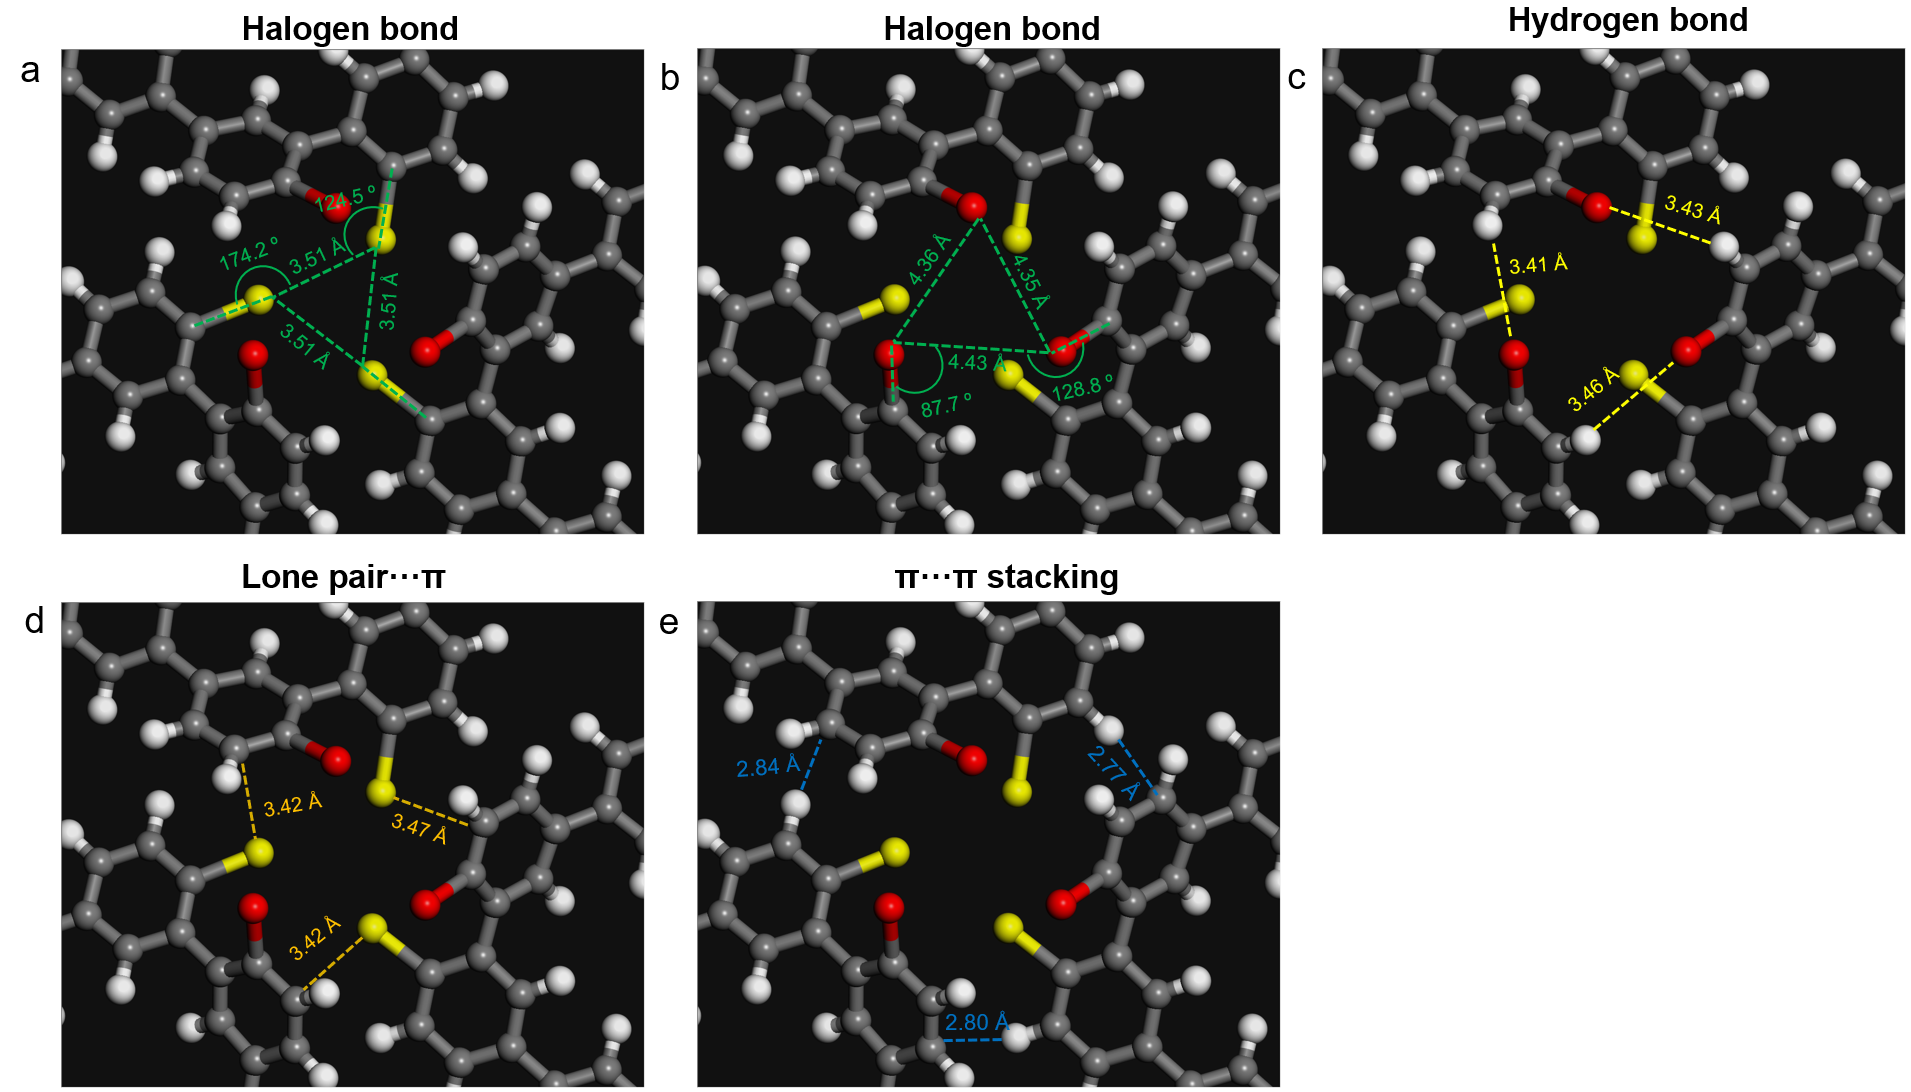 Halogen bond
a
124.5 º
174.2 º
3.51 Å
3.51 Å
3.51 Å
Halogen bond
b
4.36 Å
4.35 Å
4.43 Å
87.7 º
128.8 º
Hydrogen bond
c
3.43 Å
3.41 Å
3.46 Å
Lone pair···π
d
3.42 Å
3.47 Å
3.42 Å
π···π stacking
e
2.84 Å
2.77 Å
2.80 Å